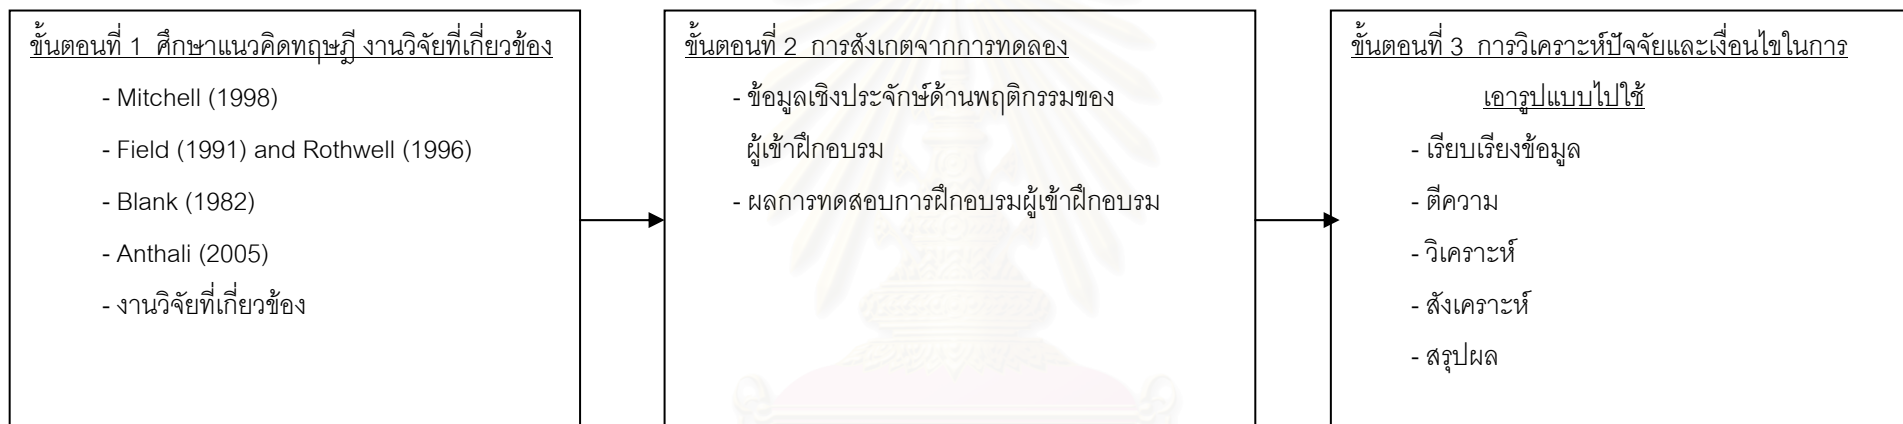 ขั้นตอนที่ 1 ศึกษาแนวคิดทฤษฎี งานวิจัยที่เกี่ยวข้อง
- Mitchell (1998)
- Field (1991) and Rothwell (1996)
- Blank (1982)
- Anthali (2005)
- งานวิจัยที่เกี่ยวข้อง
ขั้นตอนที่ 2 การสังเกตจากการทดลอง
- ข้อมูลเชิงประจักษ์ด้านพฤติกรรมของ
ผู้เข้าฝึกอบรม
- ผลการทดสอบการฝึกอบรมผู้เข้าฝึกอบรม
ขั้นตอนที่ 3 การวิเคราะห์ปัจจัยและเงื่อนไขในการ
เอารูปแบบไปใช้
- เรียบเรียงข้อมูล
- ตีความ
- วิเคราะห์
- สังเคราะห์
- สรุปผล